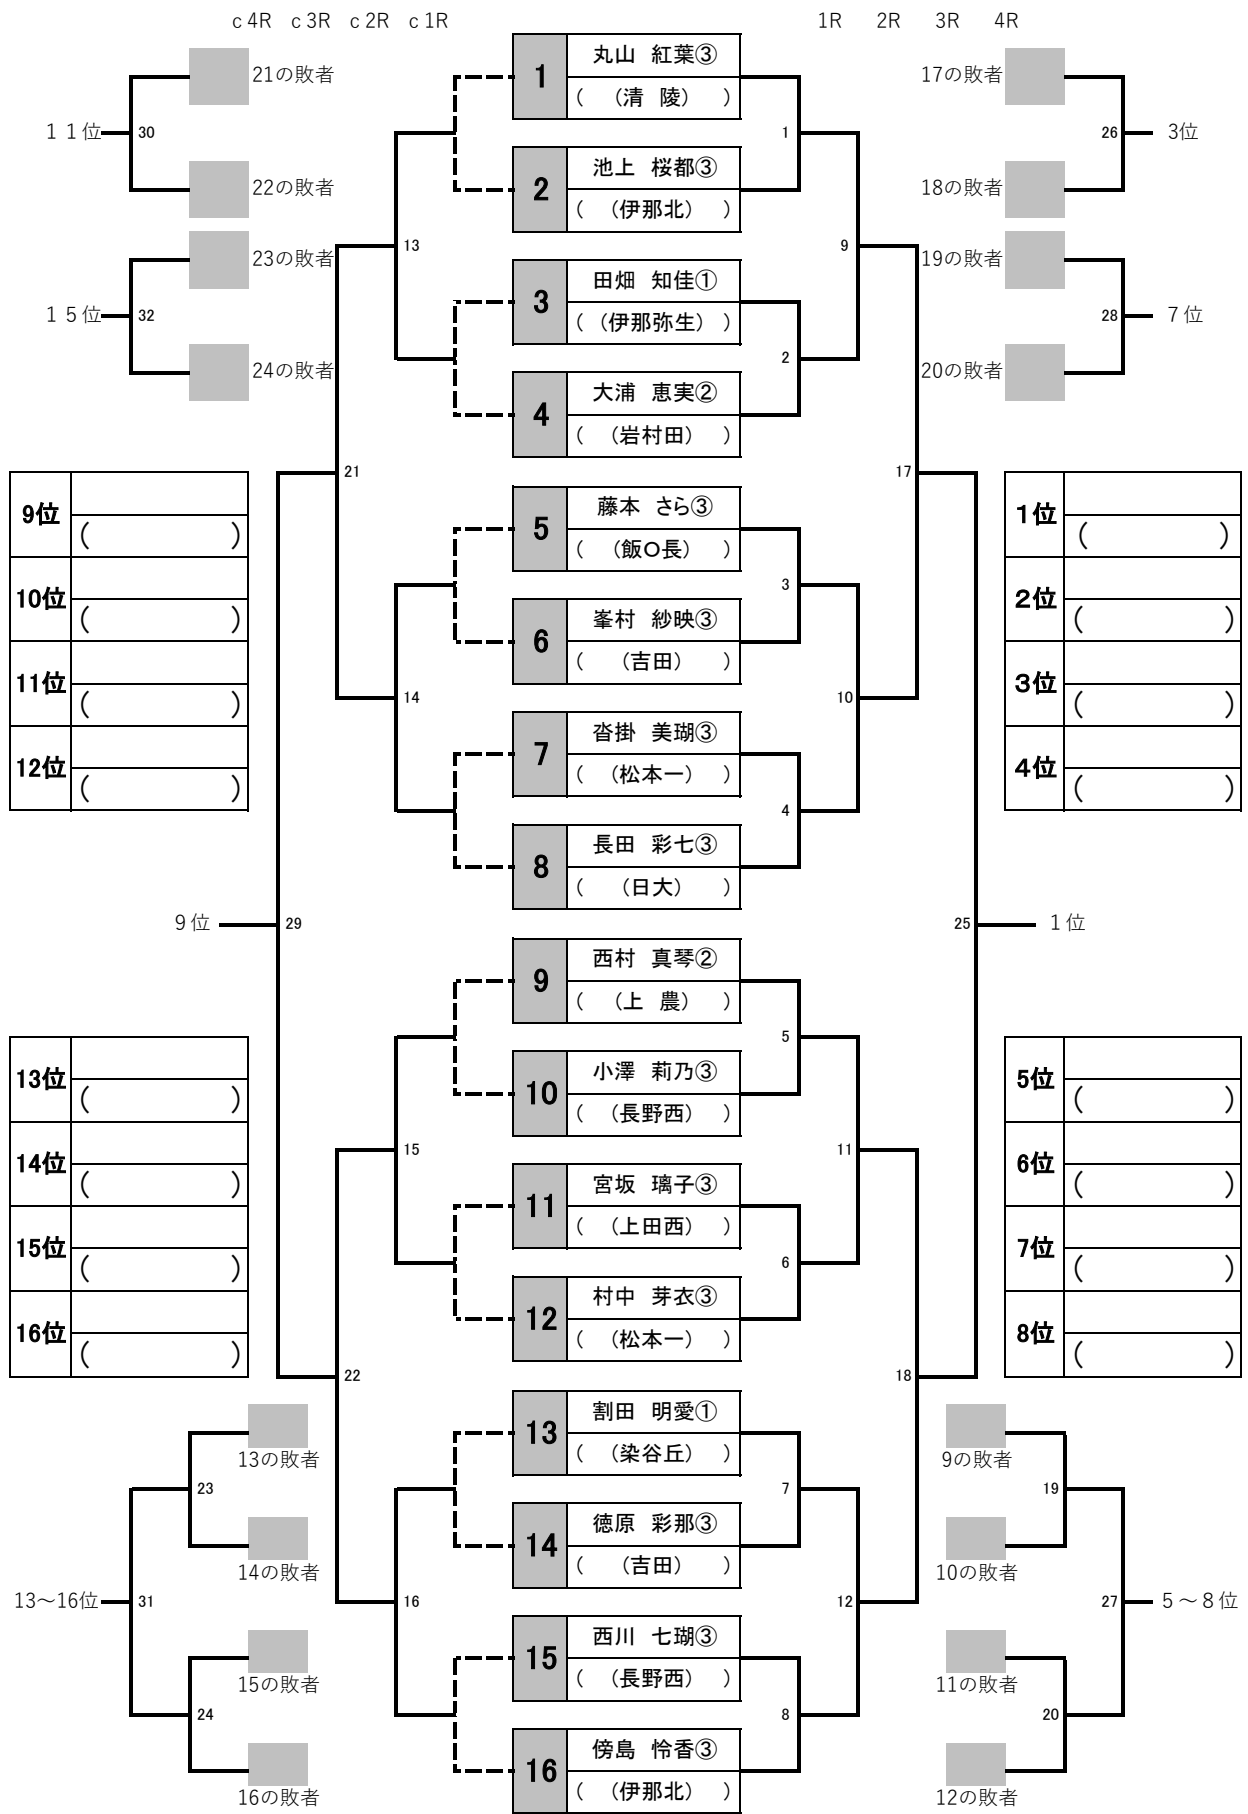 c 4R c 3R c 2R c 1R
1R 2R 3R 4R
21の敗者
１１位
30
22の敗者
23の敗者
１５位
32
24の敗者
17の敗者
26
3位
18の敗者
19の敗者
28
７位
20の敗者
1 丸山 紅葉③
( （清 陵） )
1
2 池上 桜都③
( （伊那北） )
13
9
3 田畑 知佳①
( （伊那弥生） )
2
4 大浦 恵実②
( （岩村田） )
21
17
5 藤本 さら③
( （飯O長） )
3
6 峯村 紗映③
( （吉田） )
14
10
7 沓掛 美瑚③
( （松本一） )
4
8 長田 彩七③
( （日大） )
9位
( )
10位
( )
11位
( )
12位
( )
1位
( )
2位
( )
3位
( )
4位
( )
９位
29
25
１位
9 西村 真琴②
( （上 農） )
5
10 小澤 莉乃③
( （長野西） )
15
11
11 宮坂 璃子③
( （上田西） )
6
12 村中 芽衣③
( （松本一） )
22
18
13 割田 明愛①
( （染谷丘） )
7
14 徳原 彩那③
( （吉田） )
16
12
15 西川 七瑚③
( （長野西） )
8
16 傍島 怜香③
( （伊那北） )
13位
( )
14位
( )
15位
( )
16位
( )
5位
( )
6位
( )
7位
( )
8位
( )
13の敗者
23
14の敗者
13～16位
31
15の敗者
24
16の敗者
9の敗者
19
10の敗者
27
５～８位
11の敗者
20
12の敗者